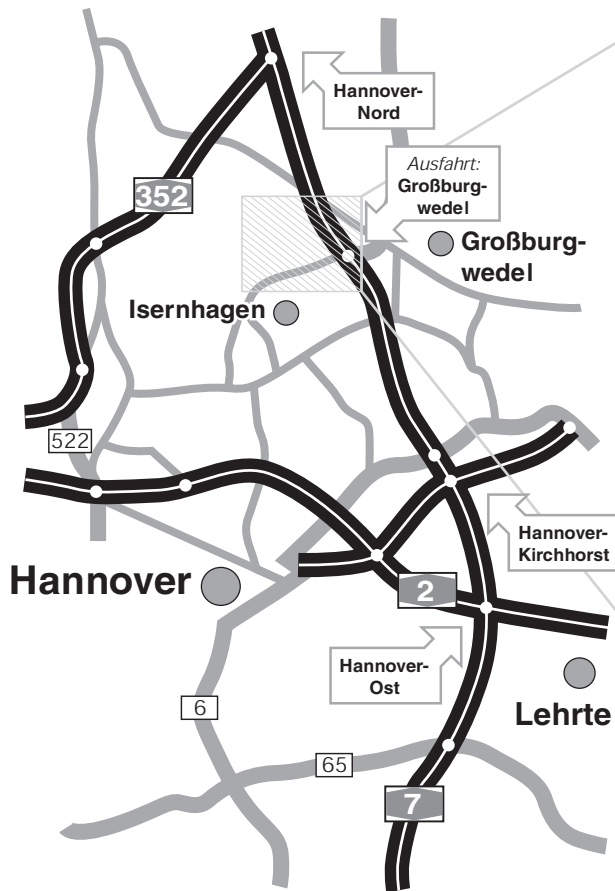 Hannover-
Nord
352
Ausfahrt:
Großburg-
wedel
Großburg-
wedel
Isernhagen
522
Hannover-
Kirchhorst
Hannover
2
Hannover-
Ost
Lehrte
6
65
7